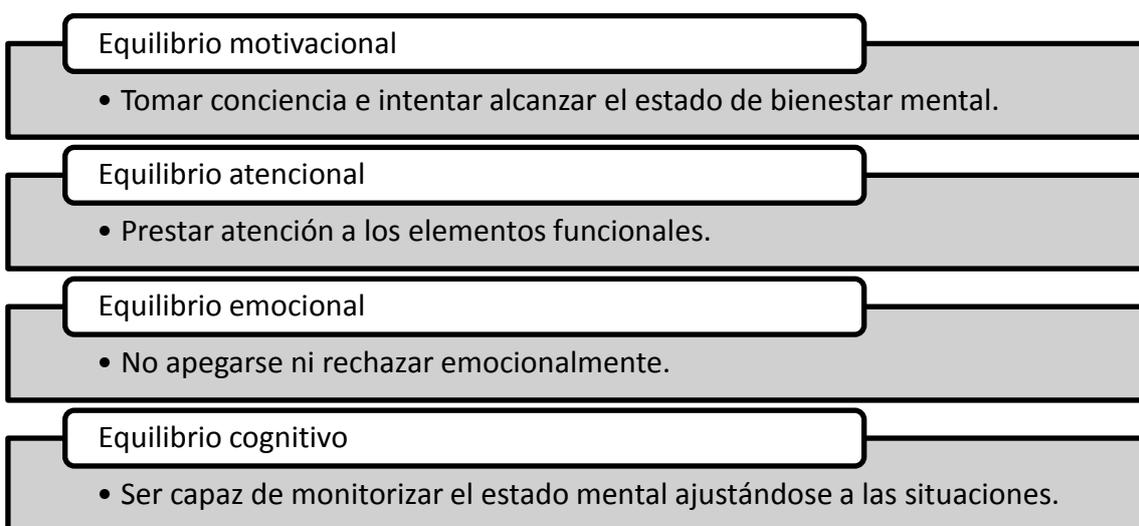 Equilibrio motivacional
• Tomar conciencia e intentar alcanzar el estado de bienestar mental.
Equilibrio atencional
• Prestar atención a los elementos funcionales.
Equilibrio emocional
• No apegarse ni rechazar emocionalmente.
Equilibrio cognitivo
• Ser capaz de monitorizar el estado mental ajustándose a las situaciones.